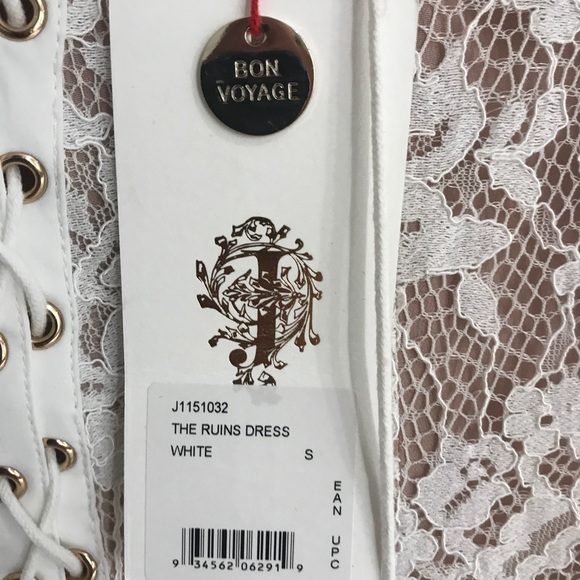 BON
VOYAGE
J
J1151032
THE RUINS DRESS
WHITE S
EAN UPC
9 34562 06291 9